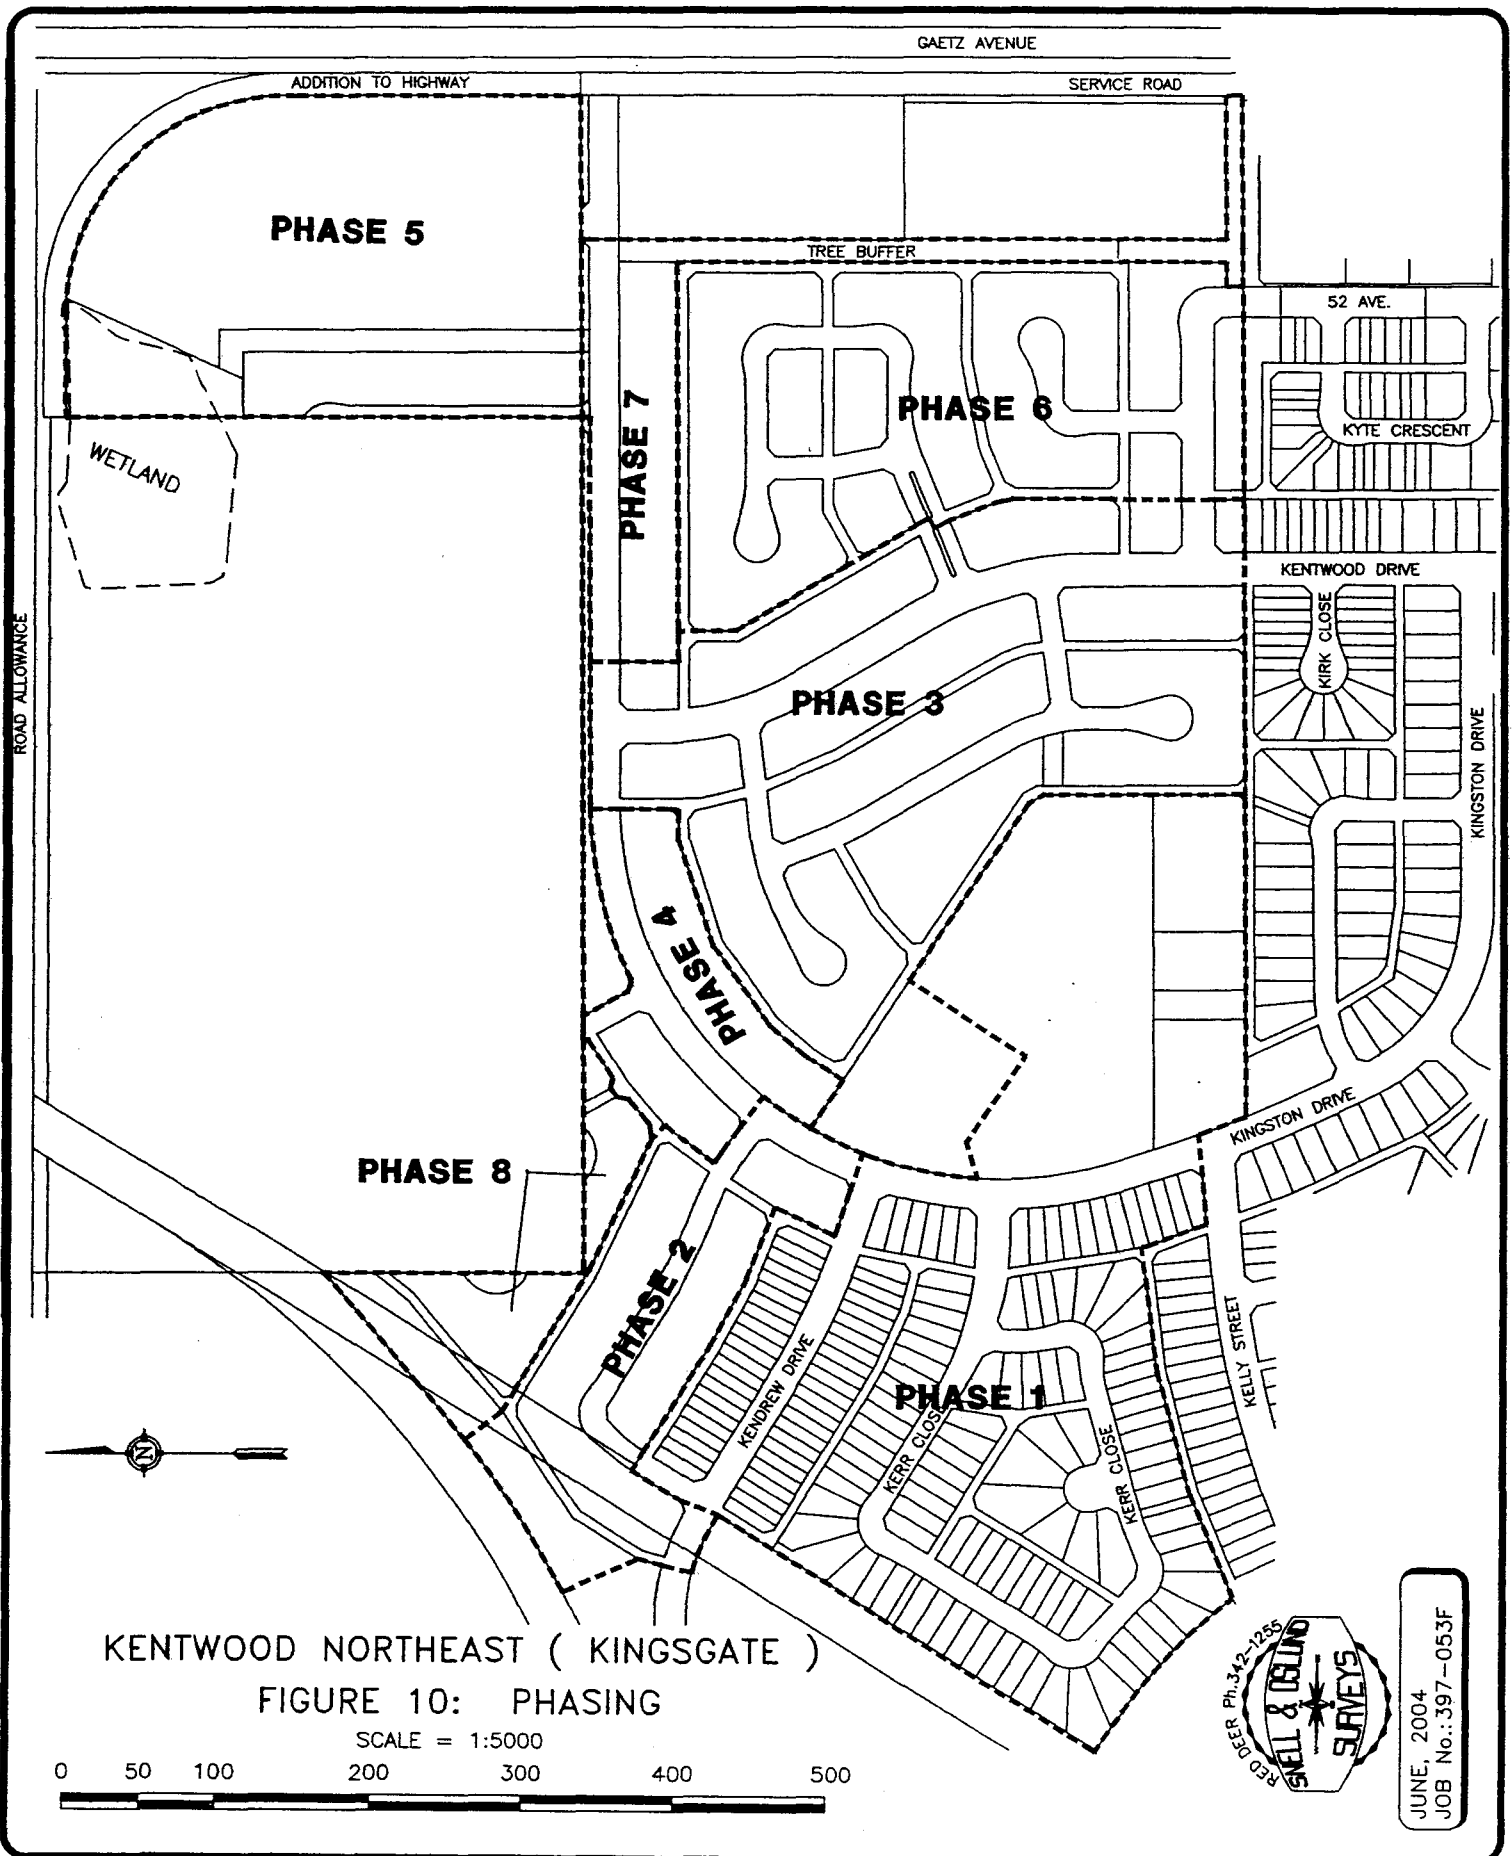 GAETZ AVENUE
ADDITION TO HIGHWAY
SERVICE ROAD
PHASE 5
TREE BUFFER
52 AVE.
PHASE 7
PHASE 6
KYTE CRESCENT
WETLAND
KENTWOOD DRIVE
KIRK CLOSE
ROAD ALLOWANCE
PHASE 3
KINGSTON DRIVE
PHASE 4
KINGSTON DRIVE
PHASE 8
PHASE 2
KENDREW DRIVE
KELLY STREET
PHASE 1
KERR CLOSE
KERR CLOSE
N
KENTWOOD NORTHEAST ( KINGSGATE )
FIGURE 10: PHASING
SCALE = 1:5000
0 50 100 200 300 400 500
RED DEER Ph.342-1255
SNELL & OSLUND
SURVEYS
JUNE, 2004
JOB No.: 397-053F